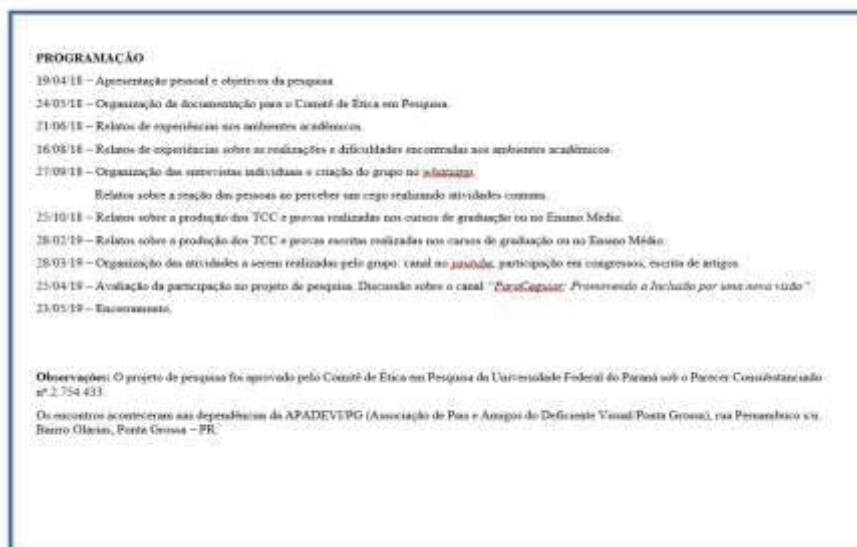 PROGRAMAÇÃO
19/04/18 – Apresentação pessoal e objetivos da pesquisa.
24/05/18 – Organização da documentação para o Comitê de Ética em Pesquisa.
21/06/18 – Relatos de experiências nos ambientes acadêmicos.
16/08/18 – Relatos de experiências sobre as realizações e dificuldades encontradas nos ambientes acadêmicos.
27/09/18 – Organização das entrevistas individuais e criação do grupo no whatzapp.
Relatos sobre a reação das pessoas ao perceber um cego realizando atividades comuns.
25/10/18 – Relatos sobre a produção dos TCC e provas realizadas nos cursos de graduação ou no Ensino Médio.
28/02/19 – Relatos sobre a produção dos TCC e provas escritas realizadas nos cursos de graduação ou no Ensino Médio.
28/03/19 – Organização das atividades a serem realizadas pelo grupo: canal no youtube, participação em congressos, escrita de artigos.
25/04/19 – Avaliação da participação no projeto de pesquisa. Discussão sobre o canal "ParaCeguiar: Promovendo a Inclusão por uma nova visão".
23/05/19 – Encerramento.
Observações: O projeto de pesquisa foi aprovado pelo Comitê de Ética em Pesquisa da Universidade Federal do Paraná sob o Parecer Consubstanciado
nº 2.754.433.
Os encontros aconteceram nas dependências da APADEVI/PG (Associação de Pais e Amigos do Deficiente Visual/Ponta Grossa), rua Pernambuco s/n.
Bairro Olarias, Ponta Grossa – PR.